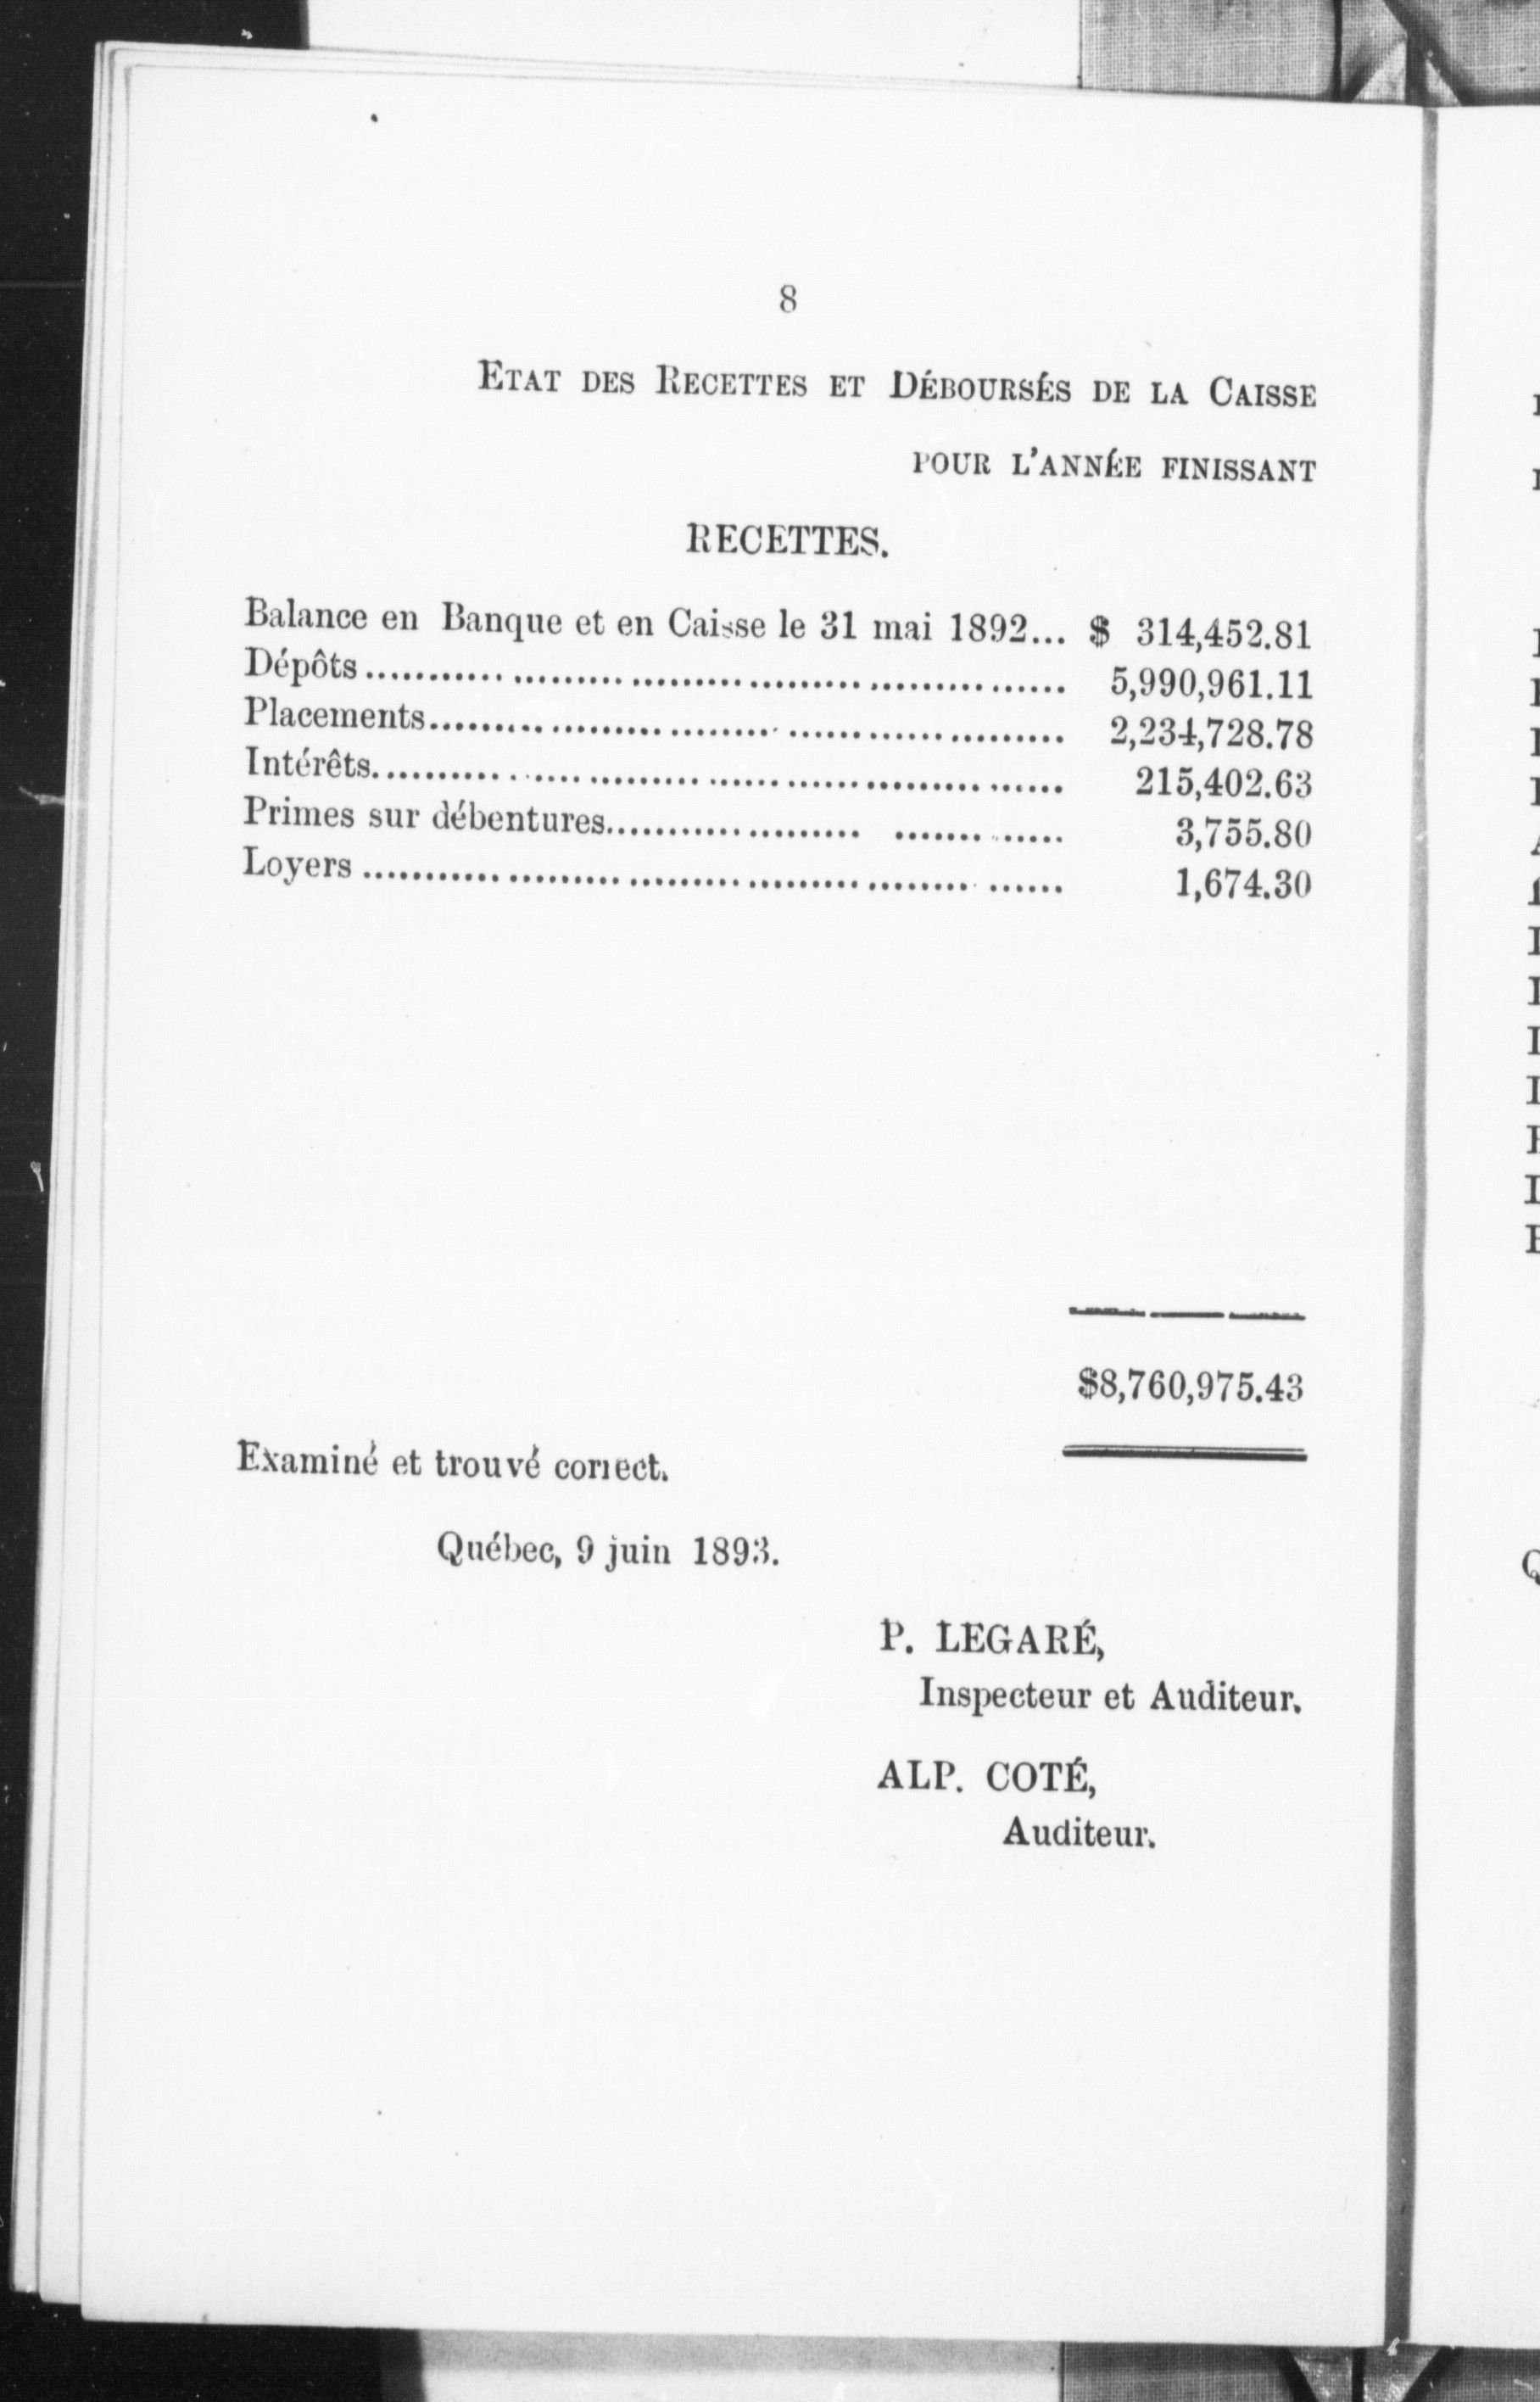 8
ETAT DES RECETTES ET DÉBOURSÉS DE LA CAISSE
POUR L'ANNÉE FINISSANT
RECETTES.
Balance en Banque et en Caisse le 31 mai 1892... $ 314,452.81
Dépôts ........................................ 5,990,961.11
Placements........................................ 2,234,728.78
Intérêts........................................ 215,402.63
Primes sur débentures........................................ 3,755.80
Loyers ........................................ 1,674.30
$8,760,975.43
Examiné et trouvé correct.
Québec, 9 juin 1893.
P. LEGARÉ,
Inspecteur et Auditeur.
ALP. COTÉ,
Auditeur.